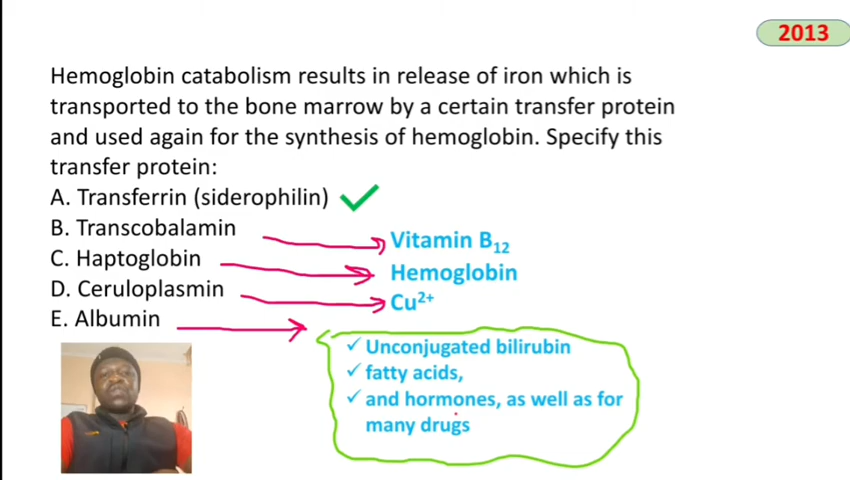 2013
Hemoglobin catabolism results in release of iron which is
transported to the bone marrow by a certain transfer protein
and used again for the synthesis of hemoglobin. Specify this
transfer protein:
A. Transferrin (siderophilin)
B. Transcobalamin
C. Haptoglobin
D. Ceruloplasmin
E. Albumin
Vitamin B₁₂
Hemoglobin
Cu²⁺
✓ Unconjugated bilirubin
✓ fatty acids,
✓ and hormones, as well as for
many drugs